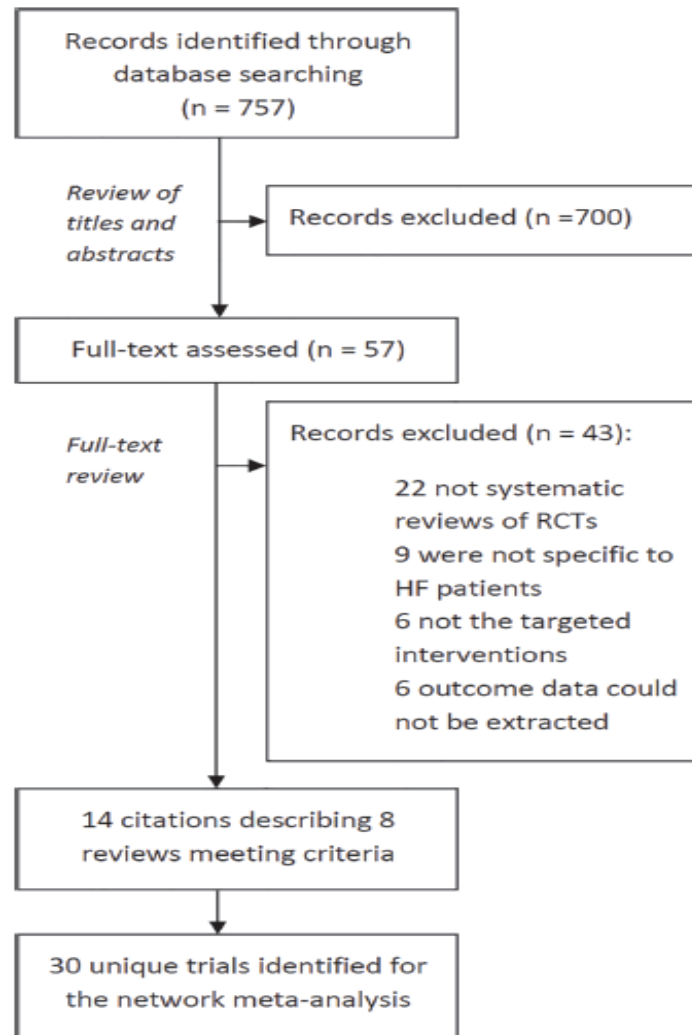 Records identified through
database searching
(n = 757)
Review of
titles and
abstracts
Records excluded (n =700)
Full-text assessed (n = 57)
Full-text
review
Records excluded (n = 43):
22 not systematic
reviews of RCTs
9 were not specific to
HF patients
6 not the targeted
interventions
6 outcome data could
not be extracted
14 citations describing 8
reviews meeting criteria
30 unique trials identified for
the network meta-analysis